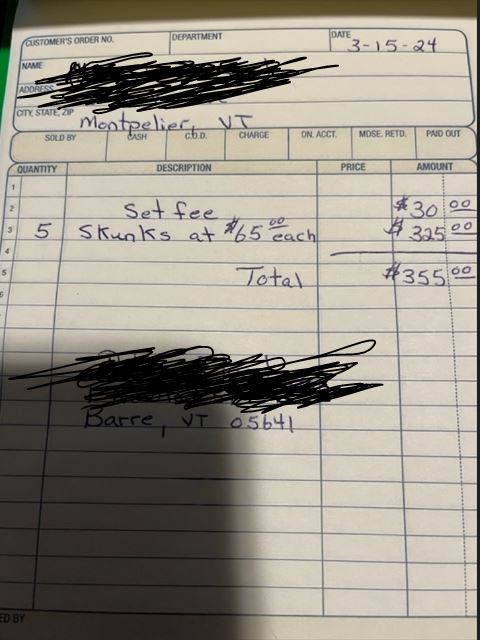 CUSTOMER'S ORDER NO. DEPARTMENT DATE
3-15-24
NAME
ADDRESS
CITY, STATE, ZIP
Montpelier, VT
SOLD BY CASH C.O.D. CHARGE ON. ACCT. MDSE. RETD. PAID OUT
QUANTITY DESCRIPTION PRICE AMOUNT
1
2 Set fee $30 00
3 5 Skunks at $65 00 each $325 00
4
5 Total $355 00
6
Barre, VT 05641
ED BY